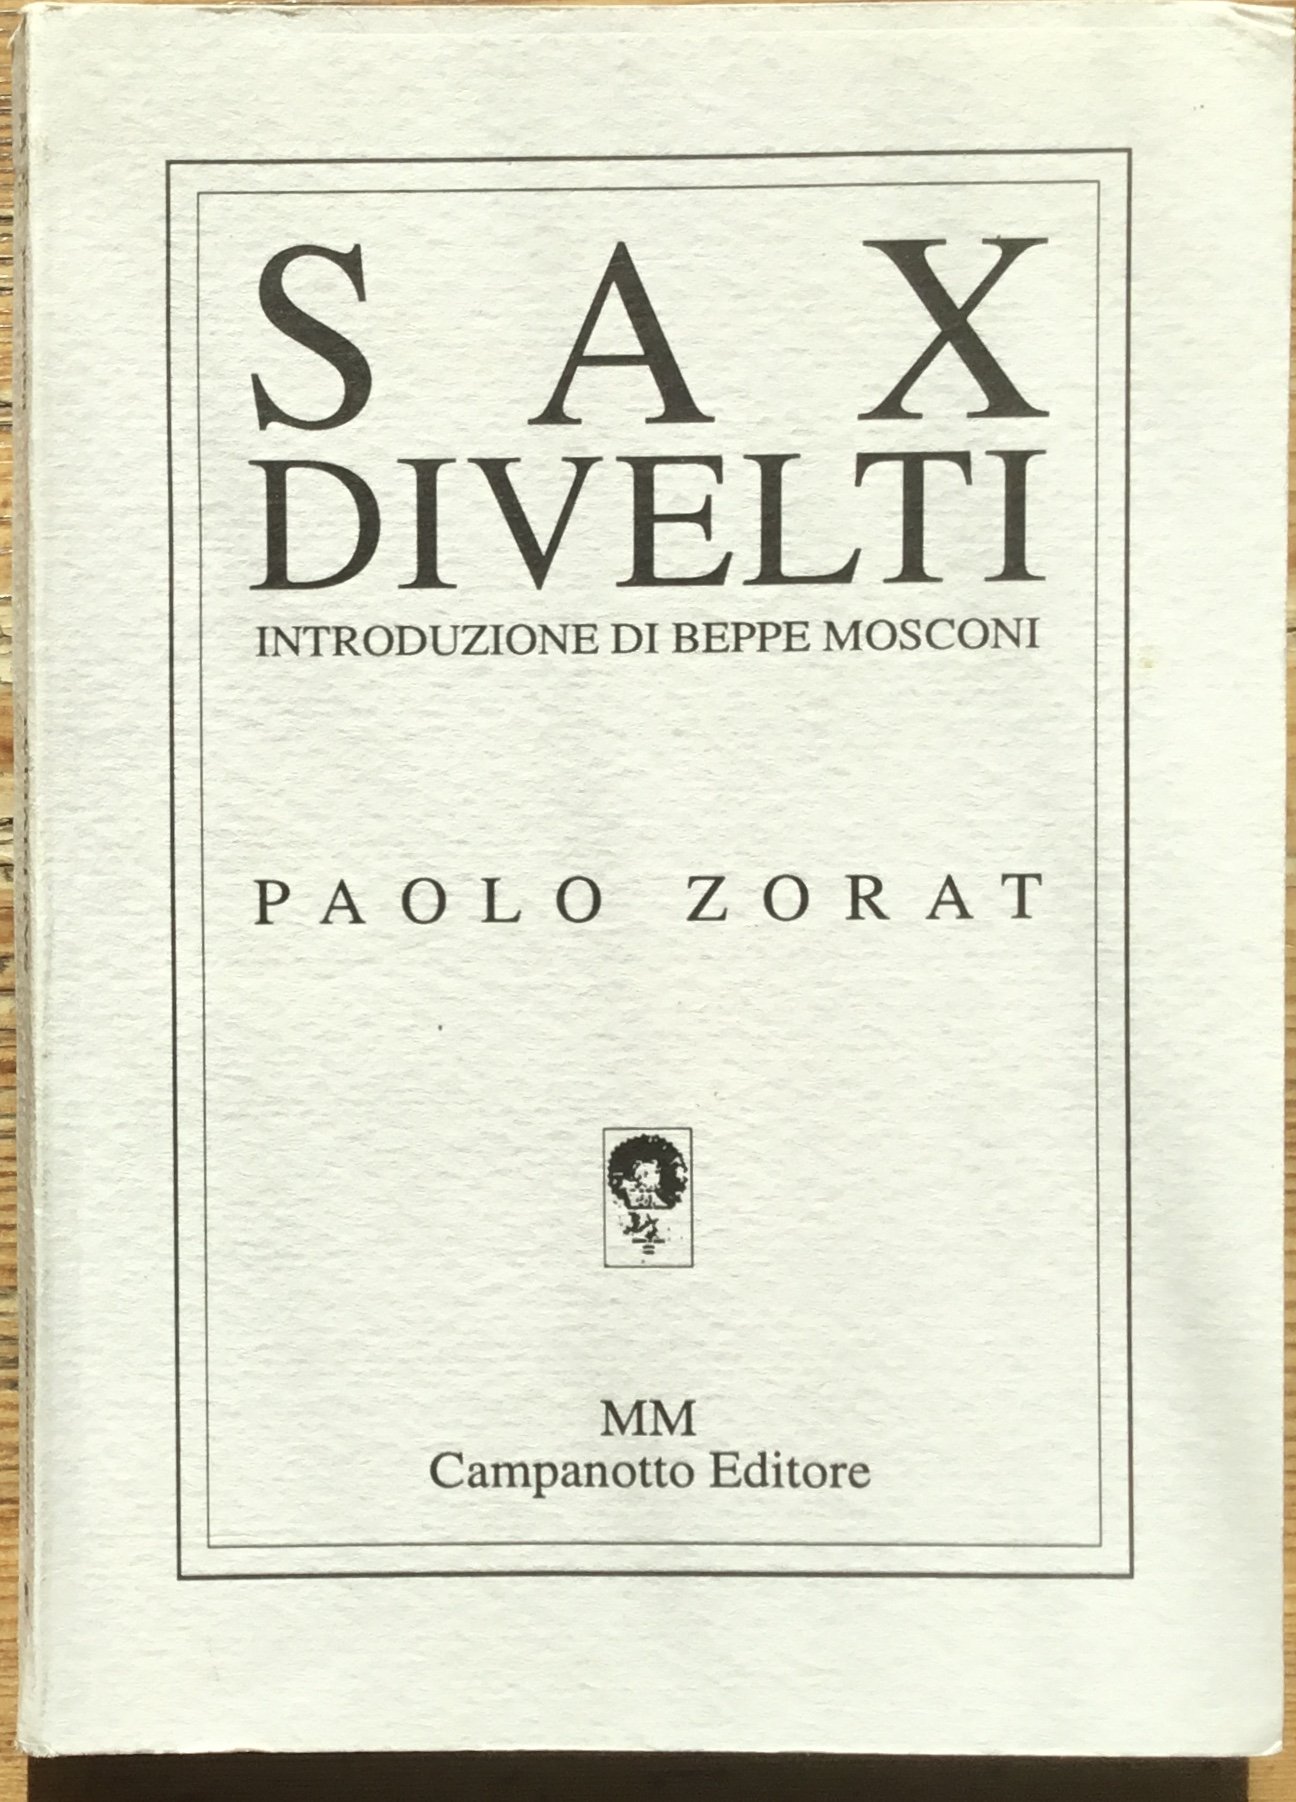 SAX
DIVELTI
INTRODUZIONE DI BEPPE MOSCONI
PAOLO ZORAT
MM
Campanotto Editore